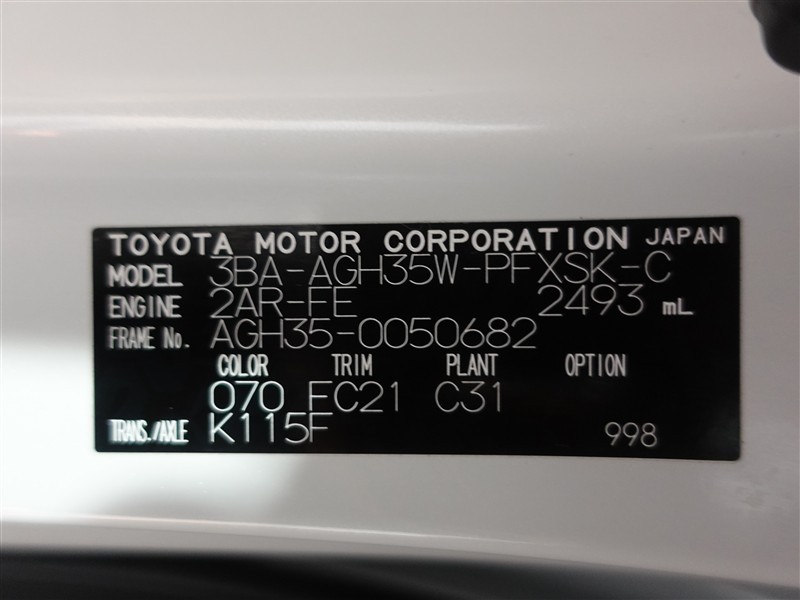 TOYOTA MOTOR CORPORATION JAPAN
MODEL 3BA-AGH35W-PFXSK-C
ENGINE 2AR-FE 2493 mL
FRAME No. AGH35-0050682
COLOR TRIM PLANT OPTION
070 FC21 C31
TRANS./AXLE K115F 998